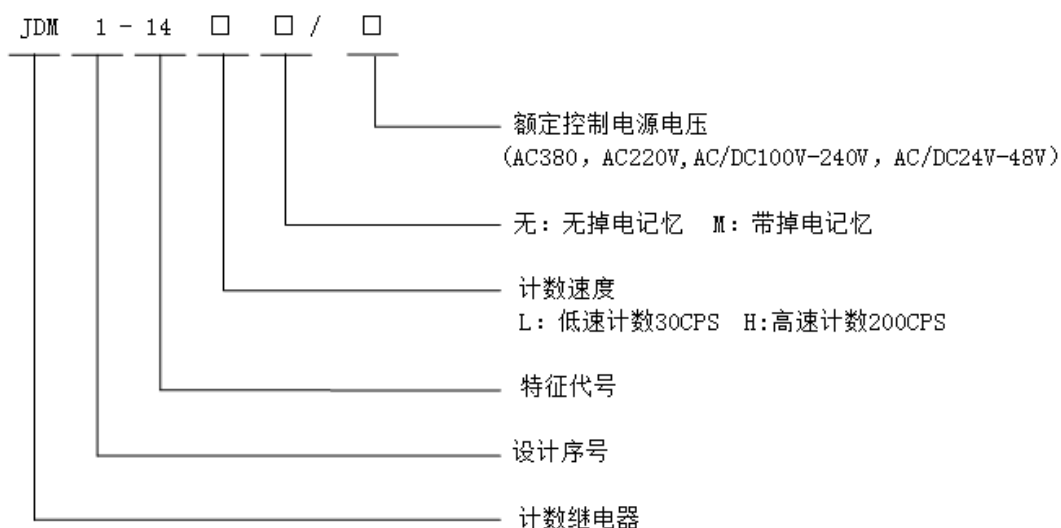 JDM 1-14 □ □/ □
额定控制电源电压
(AC380，AC220V,AC/DC100V-240V，AC/DC24V-48V)
无：无掉电记忆 M：带掉电记忆
计数速度
L：低速计数30CPS H:高速计数200CPS
特征代号
设计序号
计数继电器